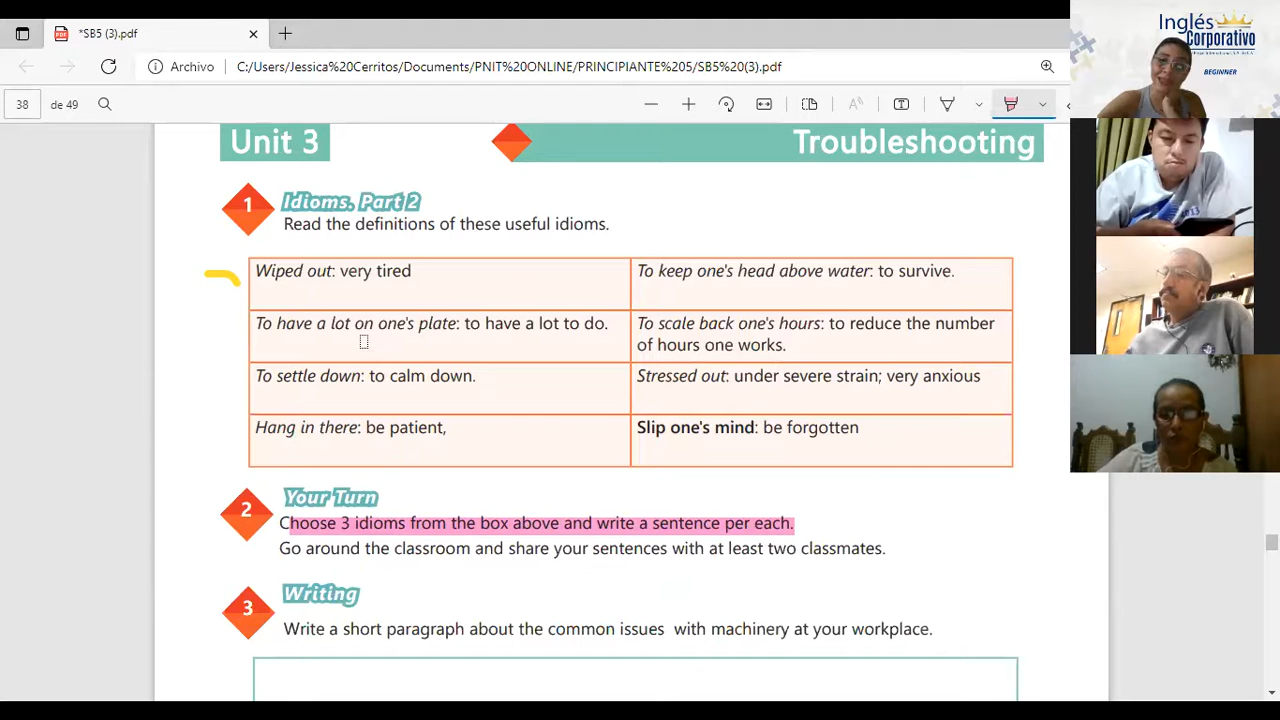 *SB5 (3).pdf
Archivo
C:/Users/Jessica%20Cerritos/Documents/PNIT%20ONLINE/PRINCIPIANTE%205/SB5%20(3).pdf
38
de 49
Unit 3
Troubleshooting
1
Idioms. Part 2
Read the definitions of these useful idioms.
Wiped out: very tired
To keep one's head above water: to survive.
To have a lot on one's plate: to have a lot to do.
To scale back one's hours: to reduce the number
of hours one works.
To settle down: to calm down.
Stressed out: under severe strain; very anxious
Hang in there: be patient,
Slip one's mind: be forgotten
2
Your Turn
Choose 3 idioms from the box above and write a sentence per each.
Go around the classroom and share your sentences with at least two classmates.
3
Writing
Write a short paragraph about the common issues with machinery at your workplace.
Inglés
Corporativo
BEGINNER